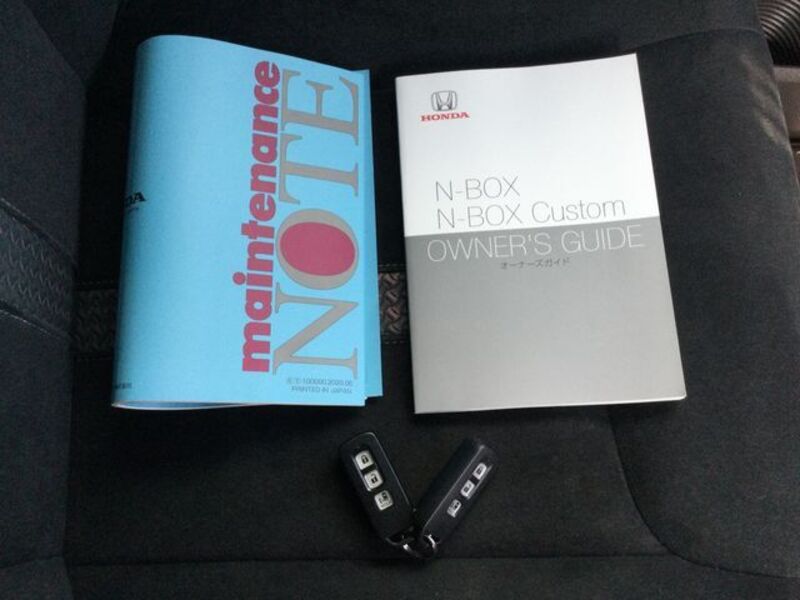 maintenance
NOTE
PRINTED IN JAPAN
HONDA
N-BOX
N-BOX Custom
OWNER'S GUIDE
オーナーズガイド